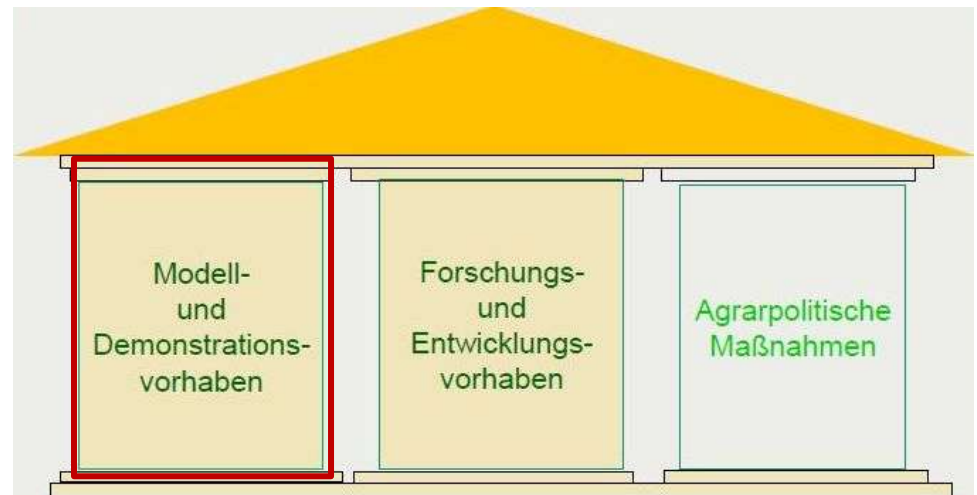 Modell-
und
Demonstrations-
vorhaben
Forschungs-
und
Entwicklungs-
vorhaben
Agrarpolitische
Maßnahmen